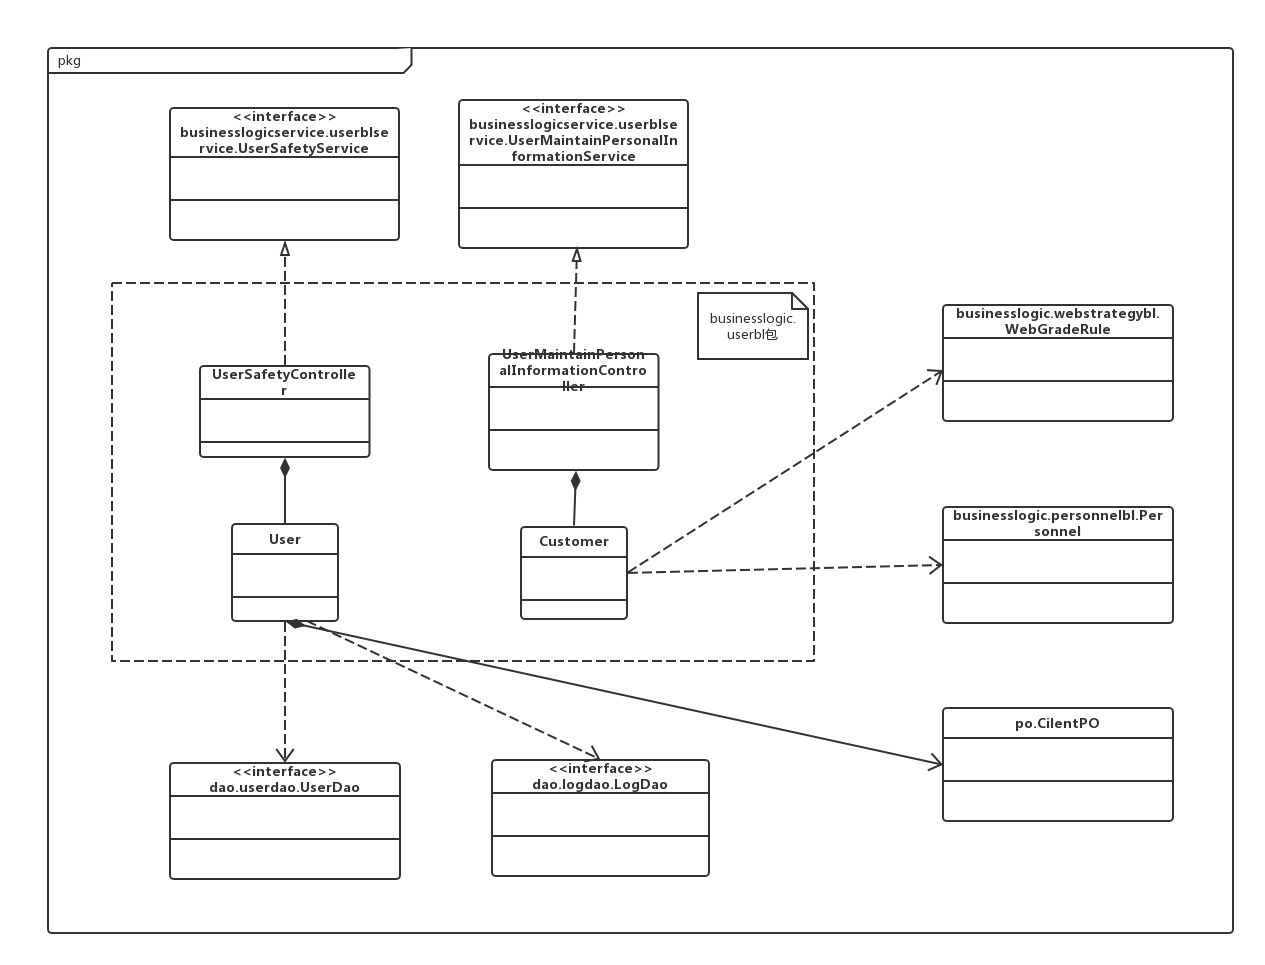 pkg
<<interface>>
businesslogicservice.userblse
rvice.UserSafetyService
<<interface>>
businesslogicservice.userblse
rvice.UserMaintainPersonalIn
formationService
businesslogic.
userbl包
businesslogic.webstrategybl.
WebGradeRule
UserSafetyControlle
r
UserMaintainPerson
alInformationContro
ller
businesslogic.personnelbl.Per
sonnel
User
Customer
po.CilentPO
<<interface>>
dao.userdao.UserDao
<<interface>>
dao.logdao.LogDao